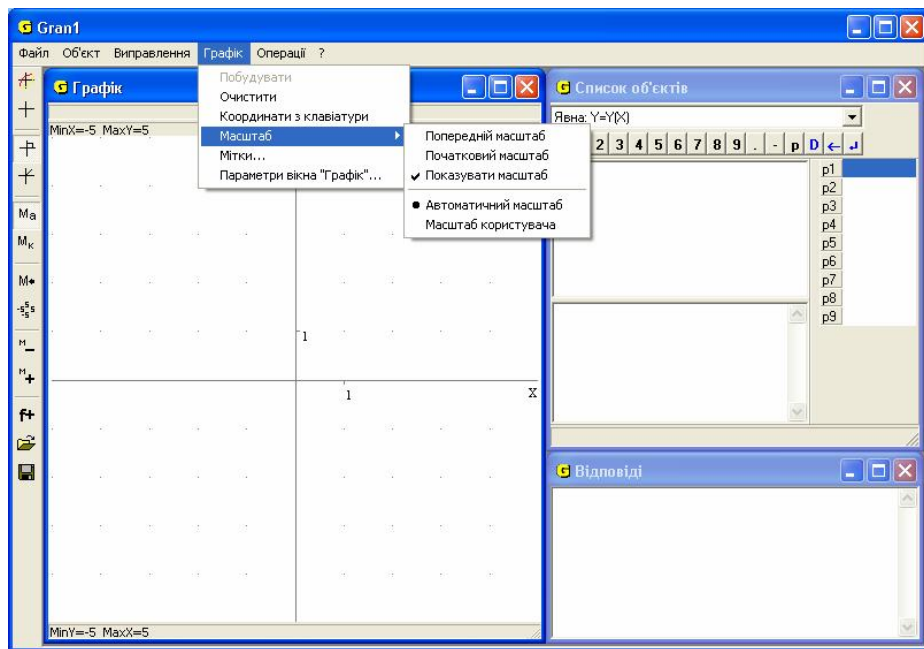 Gran1
Файл Об'єкт Виправлення Графік Операції ?
Графік
MinX=-5 MaxY=5
Побудувати
Очистити
Координати з клавіатури
Масштаб
Мітки...
Параметри вікна "Графік"...
Попередній масштаб
Початковий масштаб
Показувати масштаб
Автоматичний масштаб
Масштаб користувача
1
1
X
MinY=-5 MaxX=5
Список об'єктів
Явна: Y=Y(X)
2 3 4 5 6 7 8 9 . - p D
p1
p2
p3
p4
p5
p6
p7
p8
p9
Відповіді
Ма
Мк
М
М
М
f+